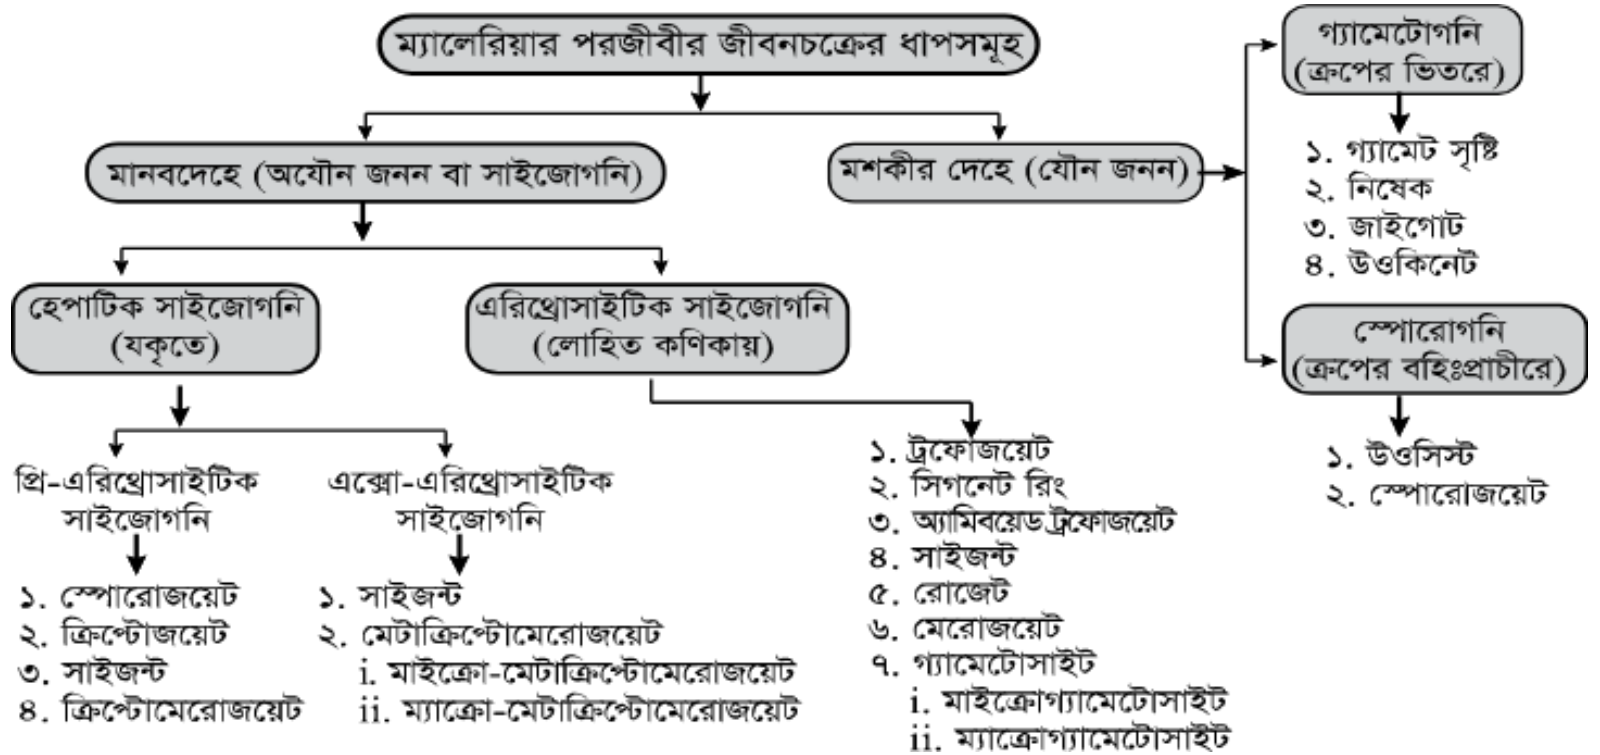 ম্যালেরিয়ার পরজীবীর জীবনচক্রের ধাপসমূহ
মানবদেহে (অযৌন জনন বা সাইজোগনি)
হেপাটিক সাইজোগনি
(যকৃতে)
প্রি-এরিথ্রোসাইটিক
সাইজোগনি
১. স্পোরোজয়েট
২. ক্রিপ্টোজয়েট
৩. সাইজন্ট
৪. ক্রিপ্টোমেরোজয়েট
এক্সো-এরিথ্রোসাইটিক
সাইজোগনি
১. সাইজন্ট
২. মেটাক্রিপ্টোমেরোজয়েট
i. মাইক্রো-মেটাক্রিপ্টোমেরোজয়েট
ii. ম্যাক্রো-মেটাক্রিপ্টোমেরোজয়েট
এরিথ্রোসাইটিক সাইজোগনি
(লোহিত কণিকায়)
১. ট্রফোজয়েট
২. সিগনেট রিং
৩. অ্যামিবয়েড ট্রফোজয়েট
৪. সাইজন্ট
৫. রোজেট
৬. মেরোজয়েট
৭. গ্যামেটোসাইট
i. মাইক্রোগ্যামেটোসাইট
ii. ম্যাক্রোগ্যামেটোসাইট
মশকীর দেহে (যৌন জনন)
গ্যামেটোগনি
(ক্রপের ভিতরে)
১. গ্যামেট সৃষ্টি
২. নিষেক
৩. জাইগোট
৪. উওকিনেট
স্পোরোগনি
(ক্রপের বহিঃপ্রাচীরে)
১. উওসিস্ট
২. স্পোরোজয়েট